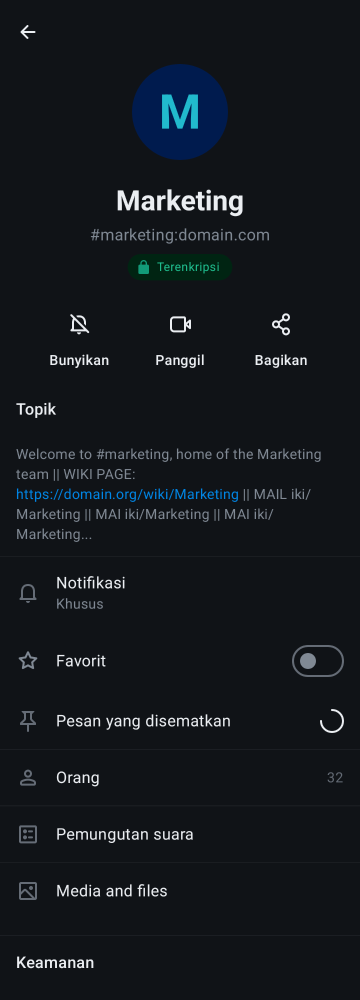 M
Marketing
#marketing:domain.com
Terenkripsi
Bunyikan
Panggil
Bagikan
Topik
Welcome to #marketing, home of the Marketing
team || WIKI PAGE:
https://domain.org/wiki/Marketing || MAIL iki/
Marketing || MAI iki/Marketing || MAI iki/
Marketing...
Notifikasi
Khusus
Favorit
Pesan yang disematkan
Orang 32
Pemungutan suara
Media and files
Keamanan